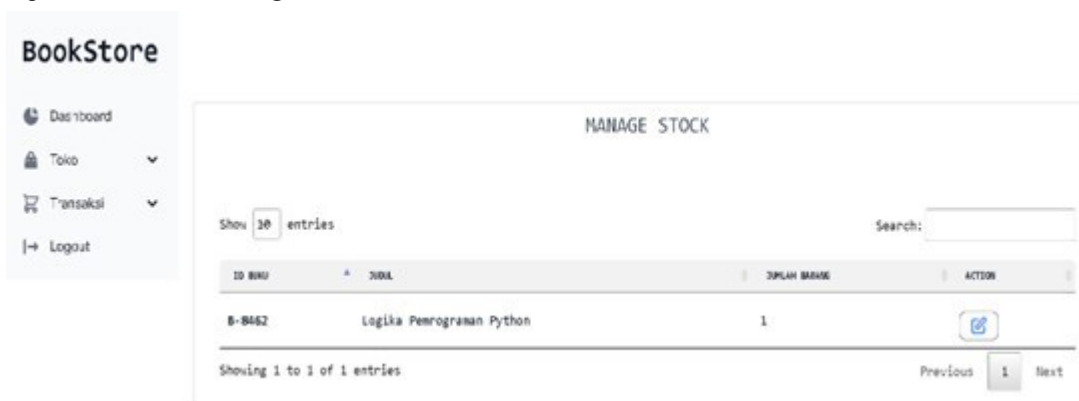 BookStore
Dashboard
Toko
Transaksi
Logout
MANAGE STOCK
Show 10 entries
Search:
ID BUKU JUDUL JUMLAH BARANG ACTION
B-8462 Logika Pemrograman Python 1
Showing 1 to 1 of 1 entries
Previous 1 Next